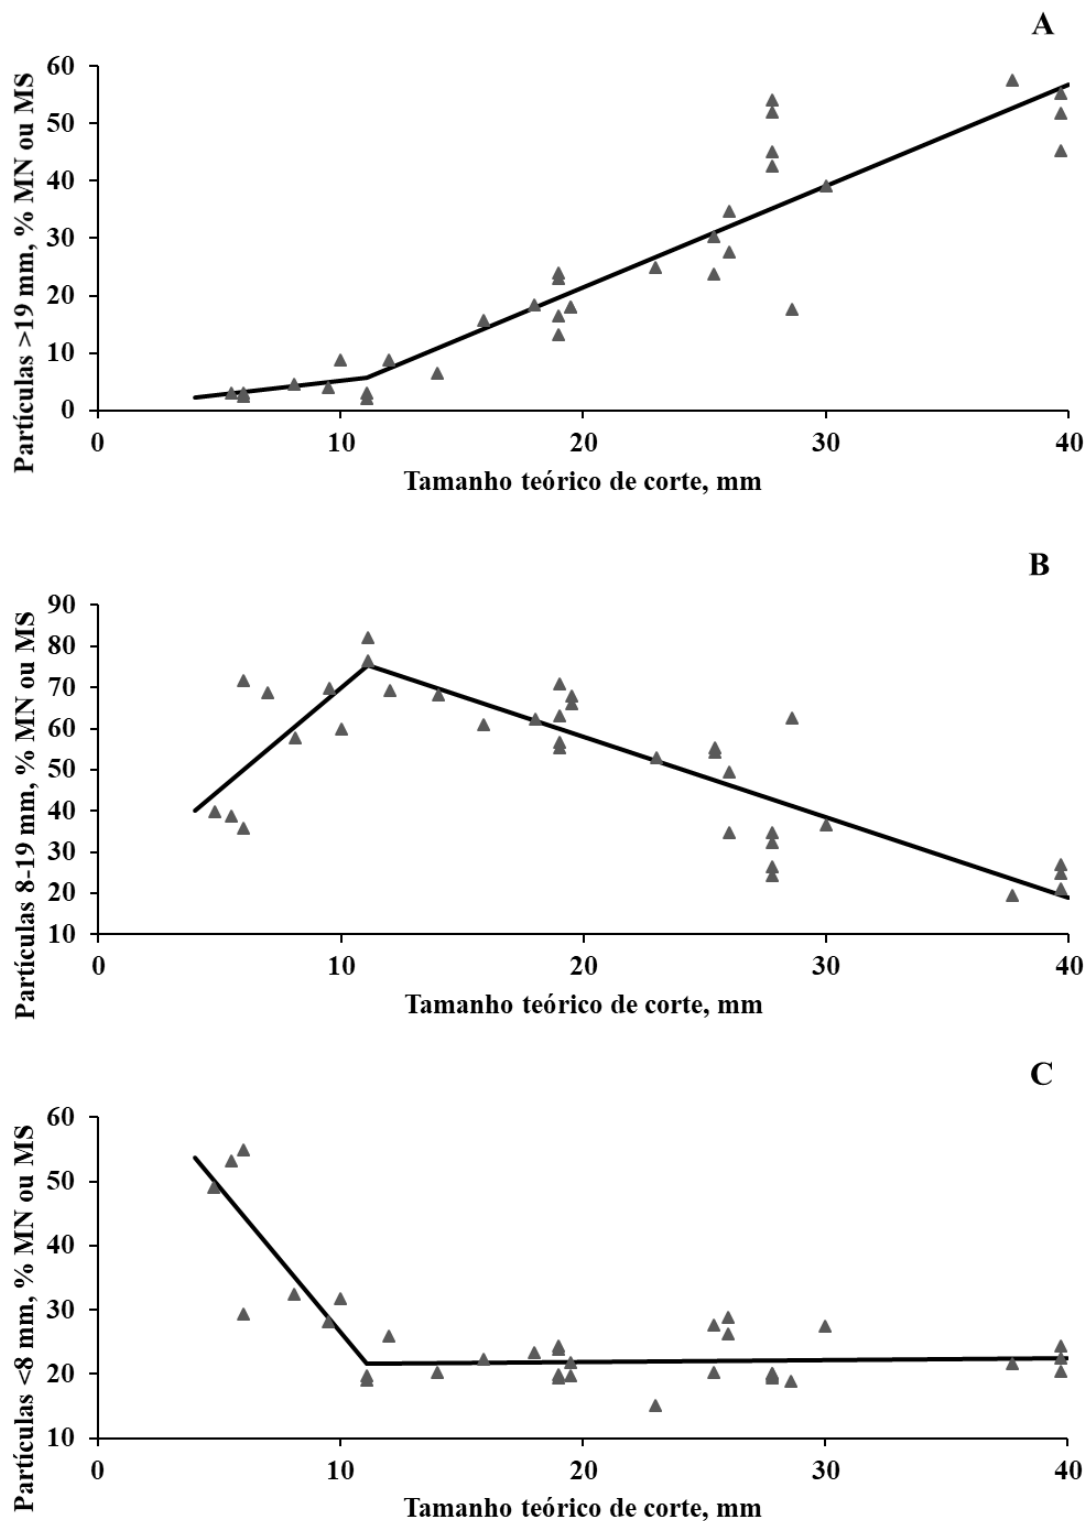 A
Partículas >19 mm, % MN ou MS
60
50
40
30
20
10
0
0 10 20 30 40
Tamanho teórico de corte, mm
B
Partículas 8-19 mm, % MN ou MS
90
80
70
60
50
40
30
20
10
0 10 20 30 40
Tamanho teórico de corte, mm
C
Partículas <8 mm, % MN ou MS
60
50
40
30
20
10
0 10 20 30 40
Tamanho teórico de corte, mm